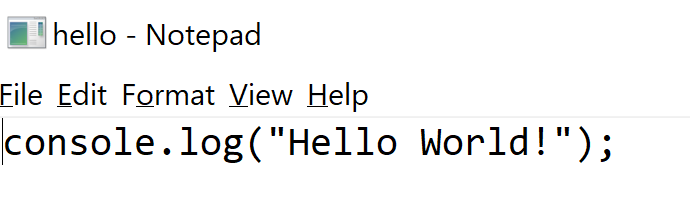 hello - Notepad
File Edit Format View Help
console.log("Hello World!");